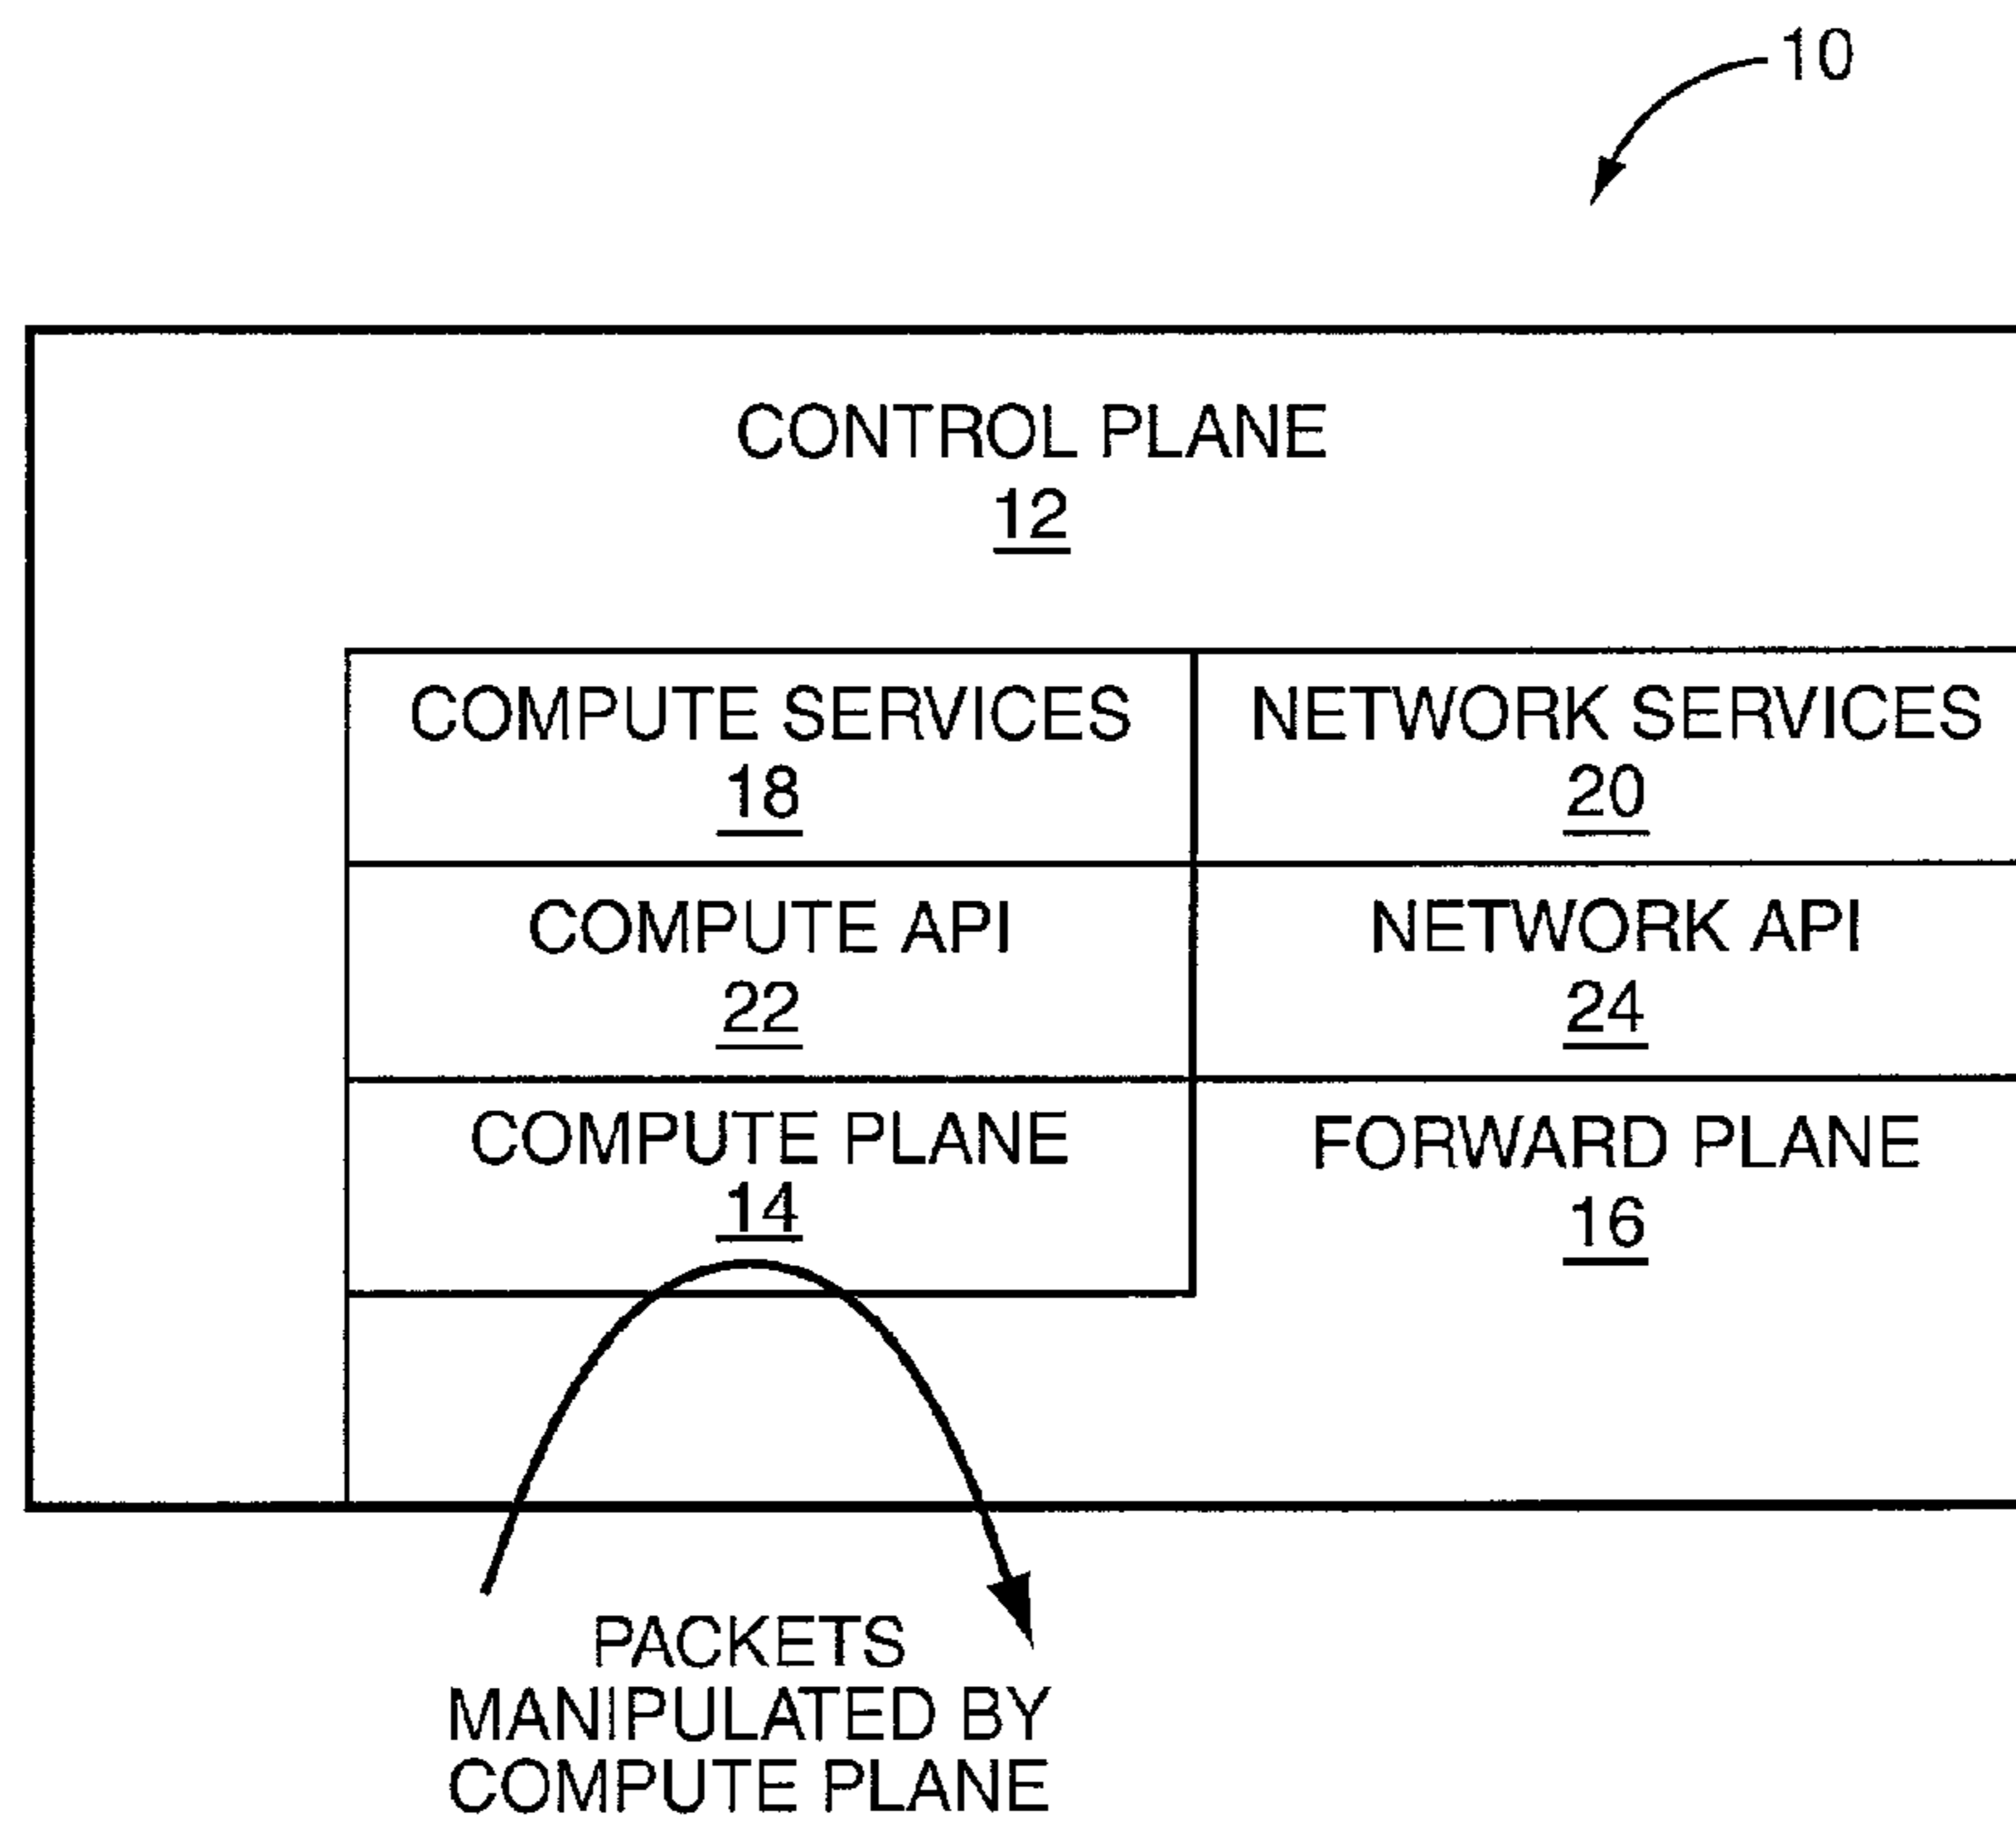 10
CONTROL PLANE
12
COMPUTE SERVICES
18
NETWORK SERVICES
20
COMPUTE API
22
NETWORK API
24
COMPUTE PLANE
14
FORWARD PLANE
16
PACKETS
MANIPULATED BY
COMPUTE PLANE